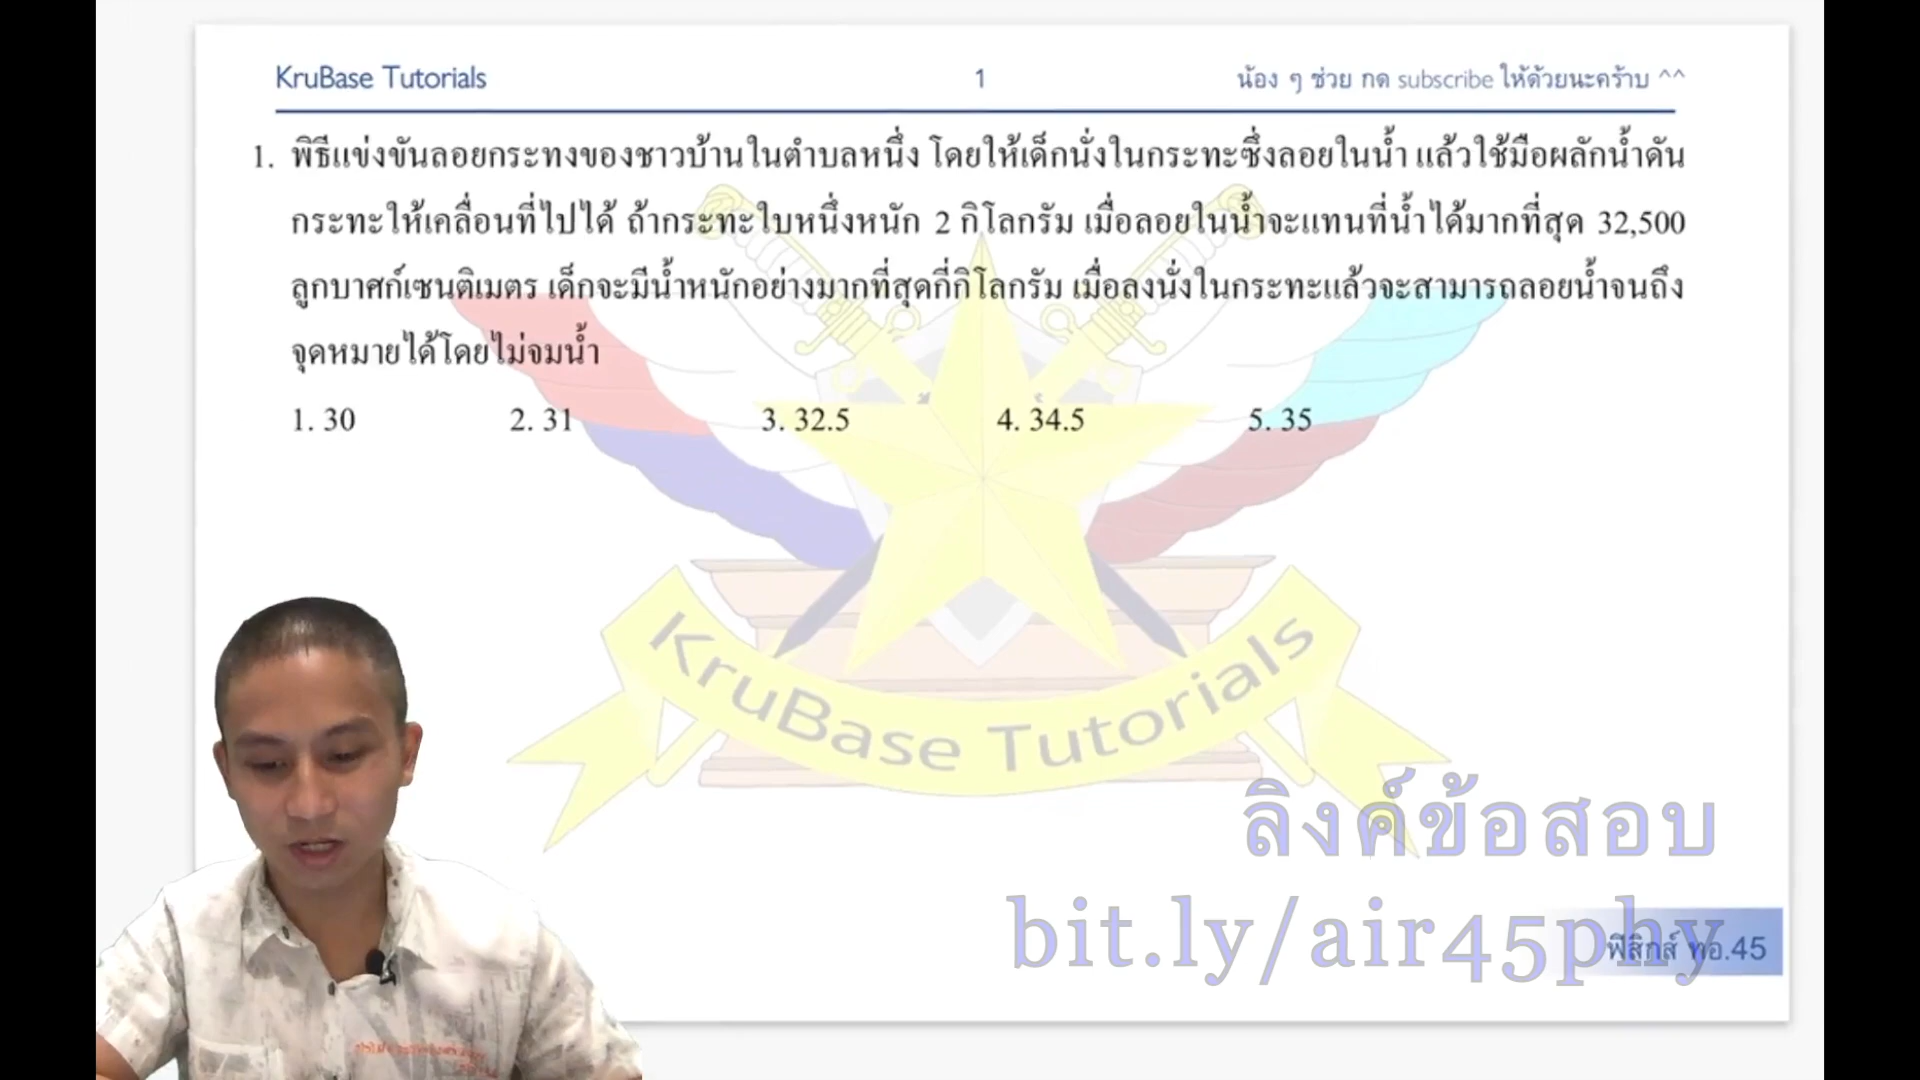 KruBase Tutorials 1 น้อง ๆ ช่วย กด subscribe ให้ด้วยนะคร้าบ ^^
1. พิธีแข่งขันลอยกระทงของชาวบ้านในตำบลหนึ่ง โดยให้เด็กนั่งในกระทะซึ่งลอยในน้ำ แล้วใช้มือผลักน้ำดัน
กระทะให้เคลื่อนที่ไปได้ ถ้ากระทะใบหนึ่งหนัก 2 กิโลกรัม เมื่อลอยในน้ำจะแทนที่น้ำได้มากที่สุด 32,500
ลูกบาศก์เซนติเมตร เด็กจะมีน้ำหนักอย่างมากที่สุดกี่กิโลกรัม เมื่อลงนั่งในกระทะแล้วจะสามารถลอยน้ำจนถึง
จุดหมายได้โดยไม่จมน้ำ
1. 30 2. 31 3. 32.5 4. 34.5 5. 35
KruBase Tutorials
ลิงค์ข้อสอบ
bit.ly/air45phy
ฟิสิกส์ ทอ.45